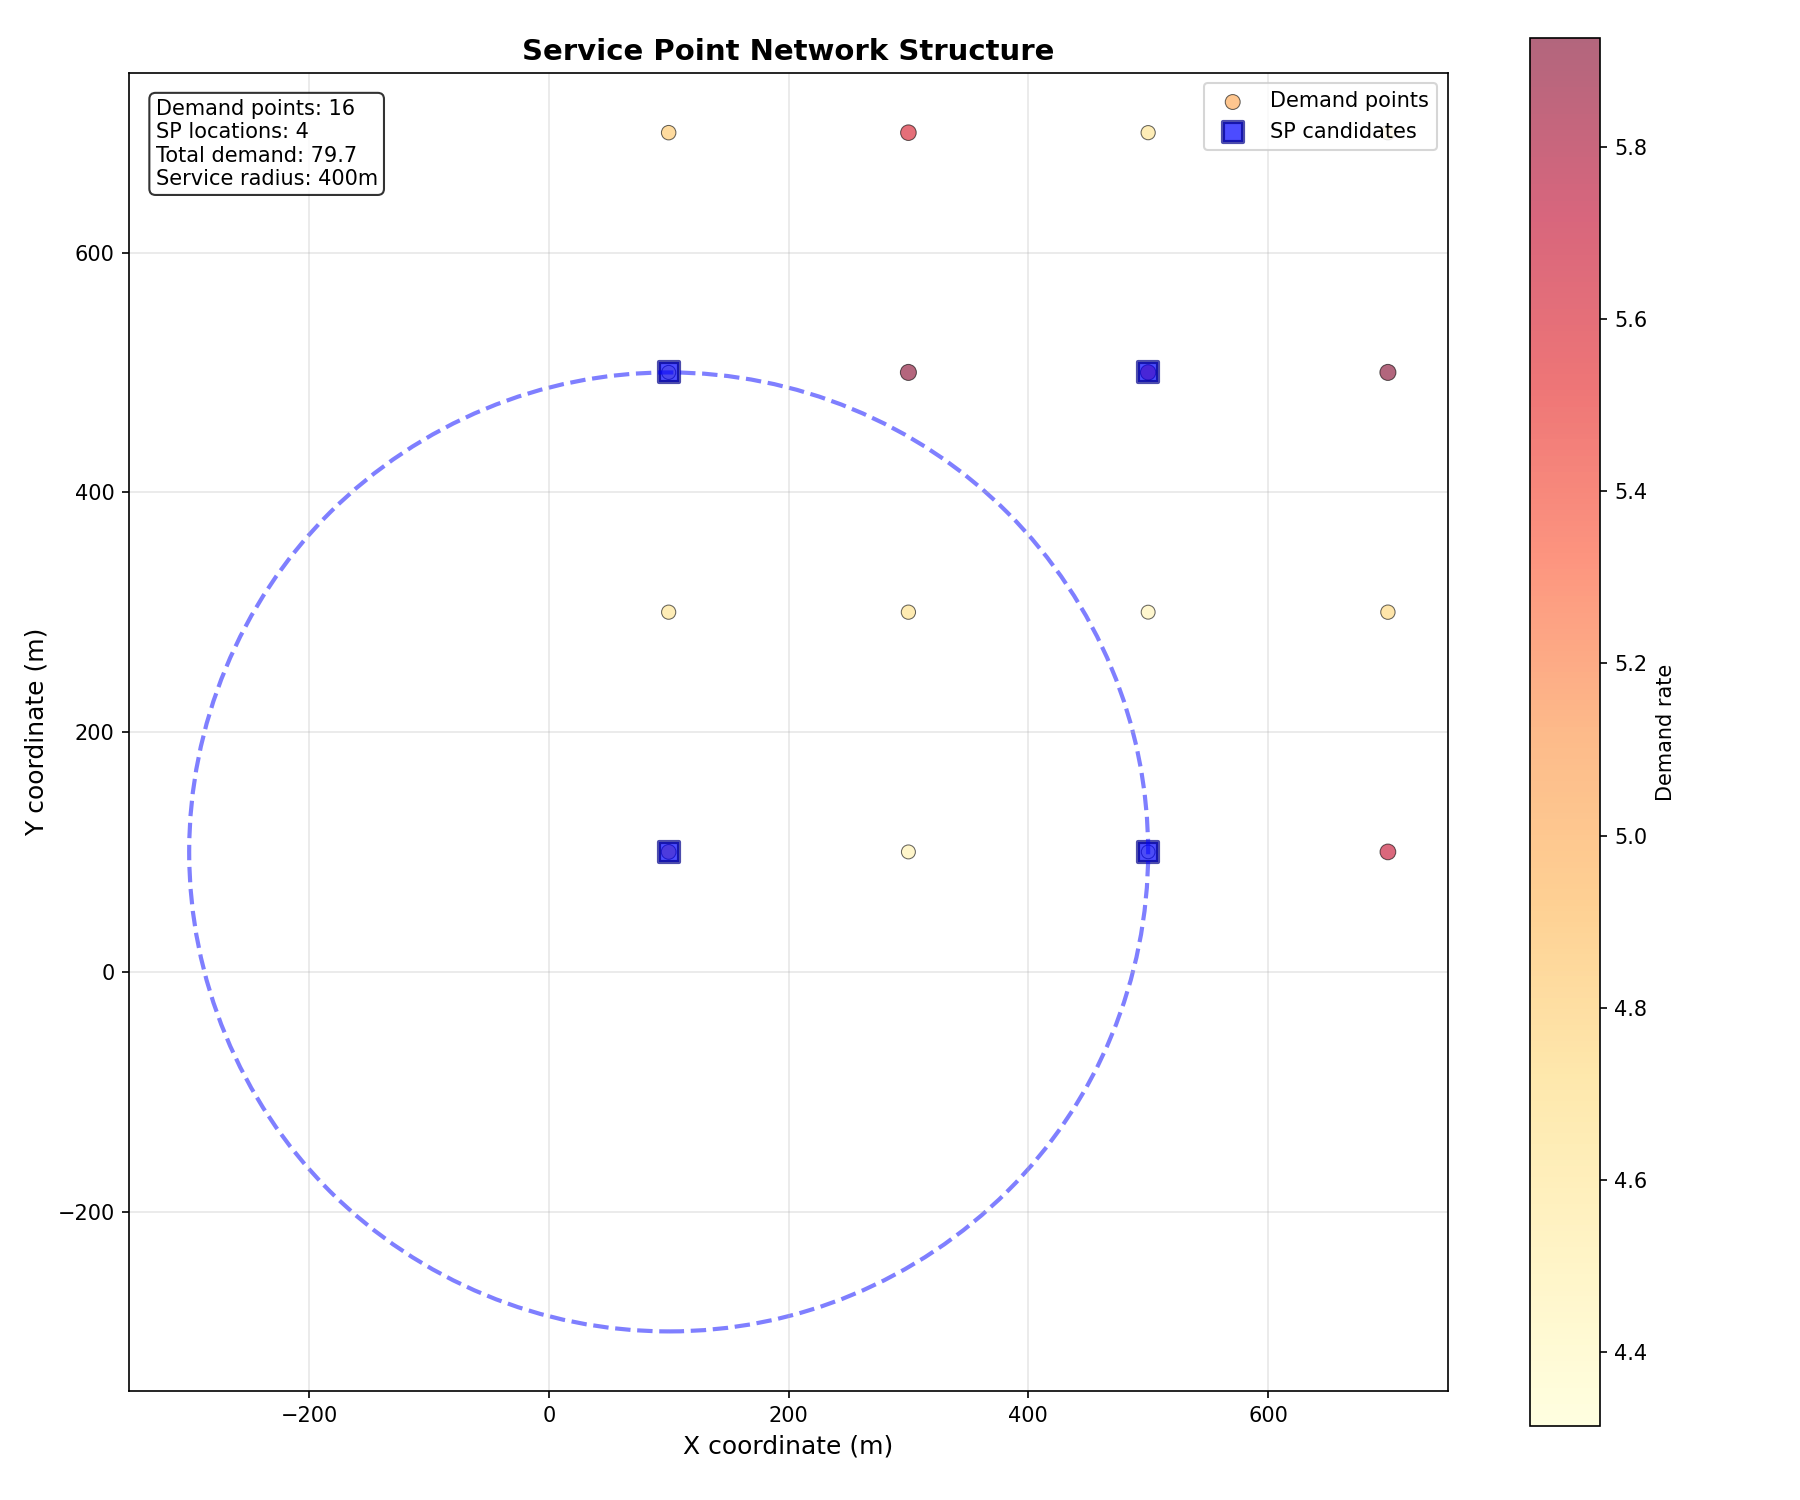 Service Point Network Structure
Demand points: 16
SP locations: 4
Total demand: 79.7
Service radius: 400m
Demand points
SP candidates
600
400
200
0
−200
Y coordinate (m)
−200
0
200
400
600
X coordinate (m)
5.8
5.6
5.4
5.2
5.0
4.8
4.6
4.4
Demand rate